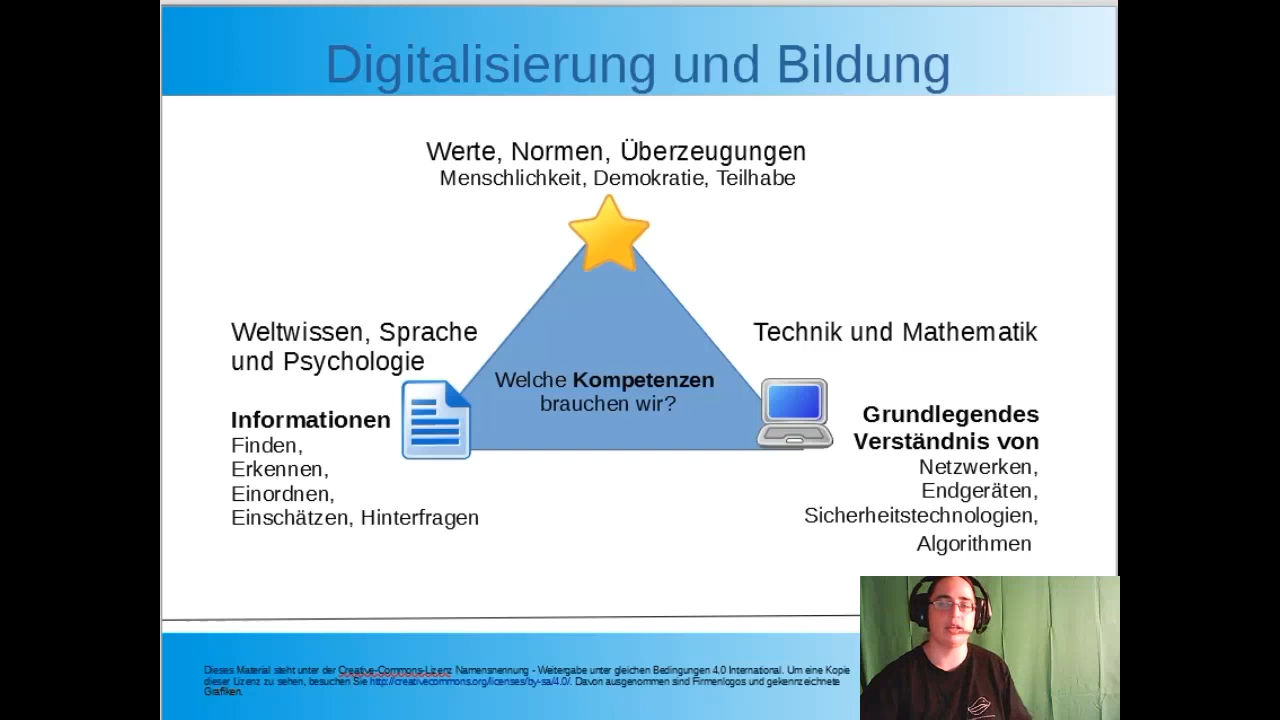 Digitalisierung und Bildung
Werte, Normen, Überzeugungen
Menschlichkeit, Demokratie, Teilhabe
Weltwissen, Sprache
und Psychologie
Informationen
Finden,
Erkennen,
Einordnen,
Einschätzen, Hinterfragen
Welche Kompetenzen
brauchen wir?
Technik und Mathematik
Grundlegendes
Verständnis von
Netzwerken,
Endgeräten,
Sicherheitstechnologien,
Algorithmen
Dieses Material steht unter der Creative-Commons-Lizenz Namensnennung - Weitergabe unter gleichen Bedingungen 4.0 International. Um eine Kopie
dieser Lizenz zu sehen, besuchen Sie http://creativecommons.org/licenses/by-sa/4.0/. Davon ausgenommen sind Firmenlogos und gekennzeichnete
Grafiken.